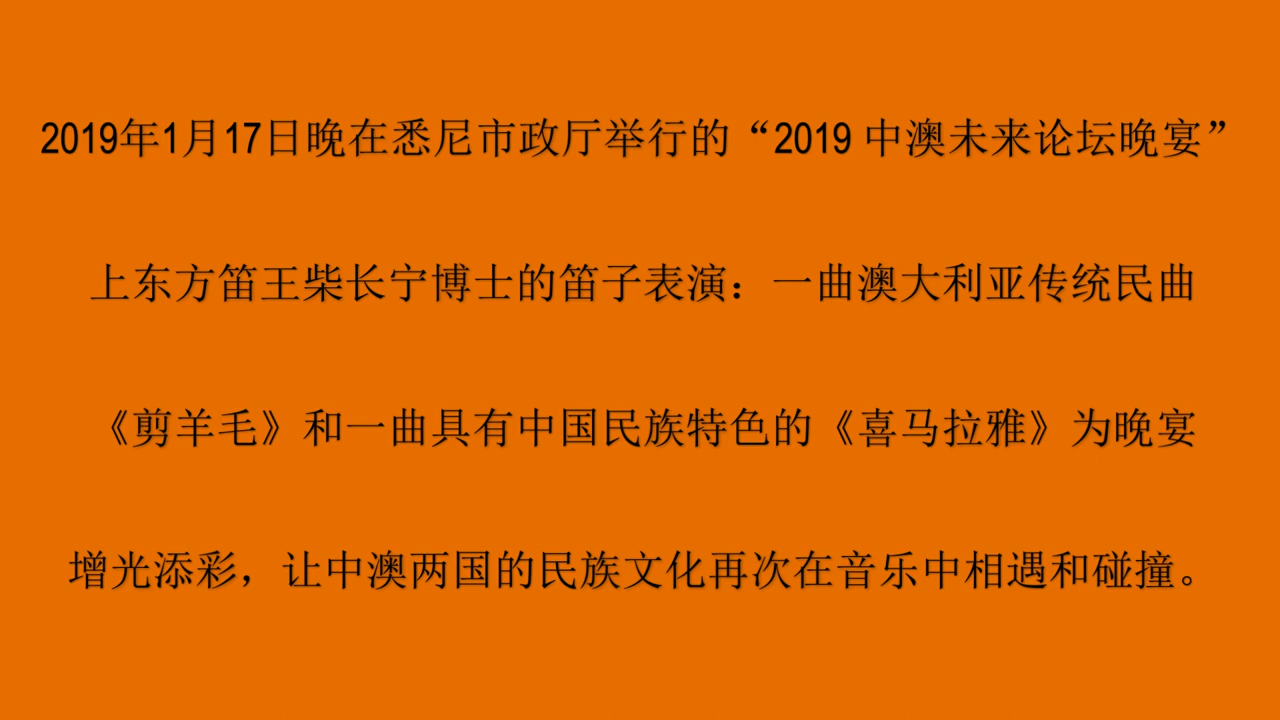 2019年1月17日晚在悉尼市政厅举行的“2019 中澳未来论坛晚宴”
上东方笛王柴长宁博士的笛子表演：一曲澳大利亚传统民曲
《剪羊毛》和一曲具有中国民族特色的《喜马拉雅》为晚宴
增光添彩，让中澳两国的民族文化再次在音乐中相遇和碰撞。